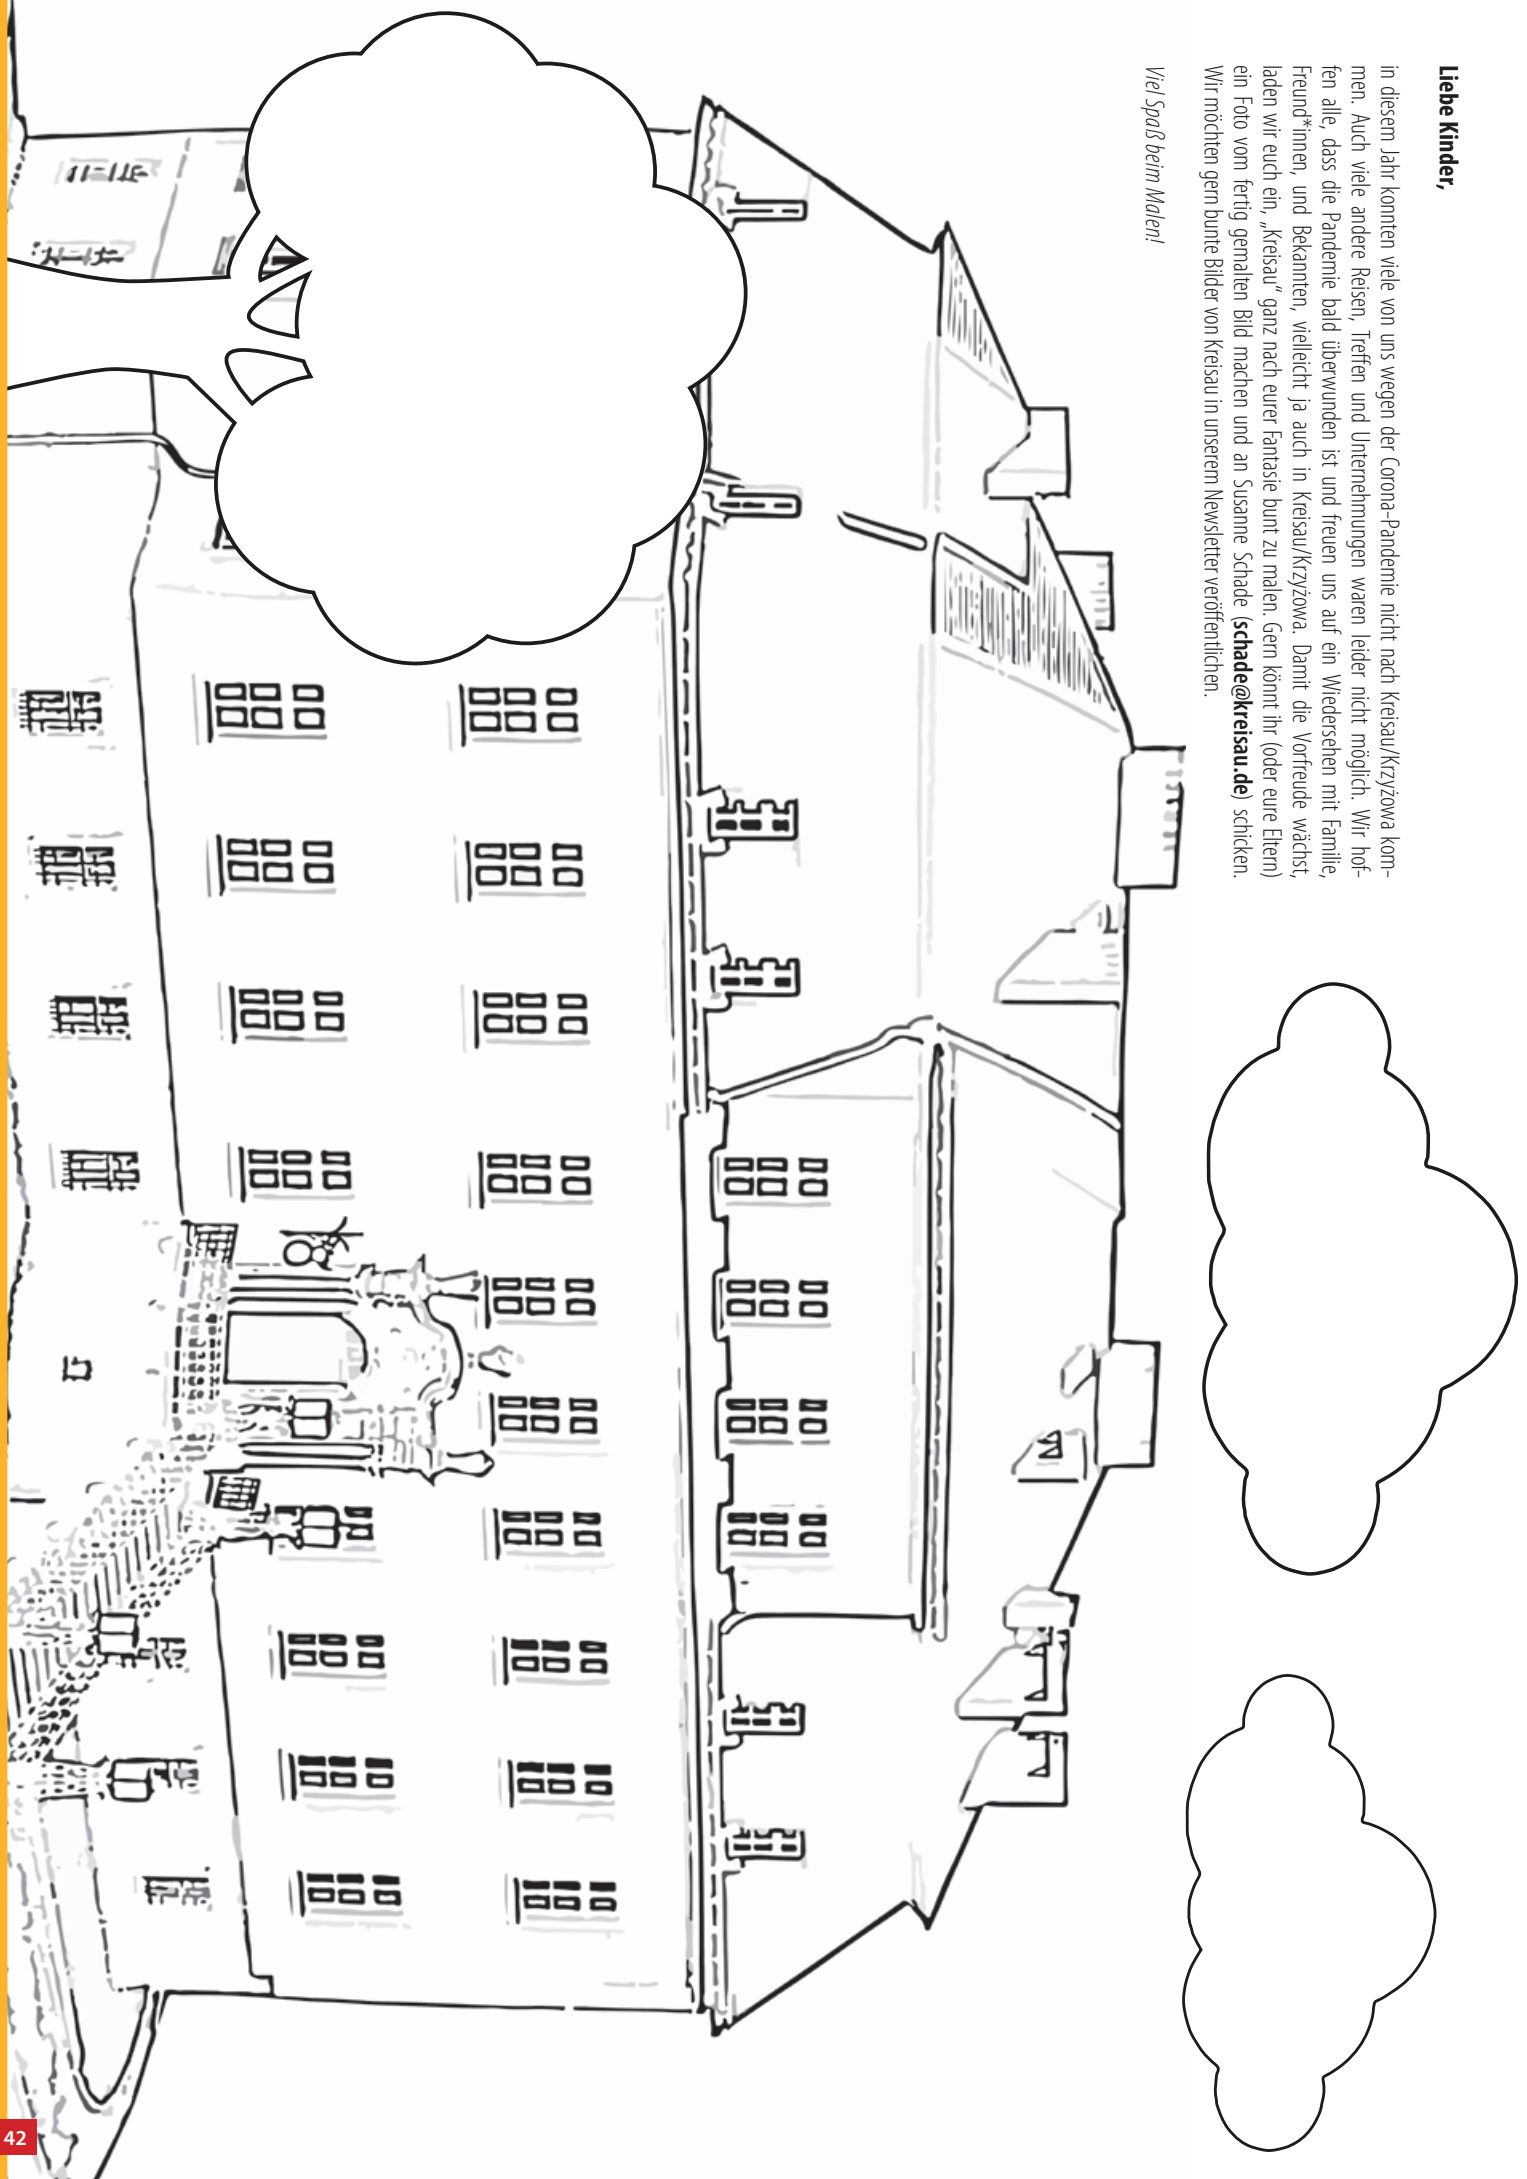 Liebe Kinder,
in diesem Jahr konnten viele von uns wegen der Corona-Pandemie nicht nach Kreisau/Krzyżowa kom-
men. Auch viele andere Reisen, Treffen und Unternehmungen waren leider nicht möglich. Wir hof-
fen alle, dass die Pandemie bald überwunden ist und freuen uns auf ein Wiedersehen mit Familie,
Freund*innen, und Bekannten, vielleicht ja auch in Kreisau/Krzyżowa. Damit die Vorfreude wächst,
laden wir euch ein, „Kreisau“ ganz nach eurer Fantasie bunt zu malen. Gern könnt ihr (oder eure Eltern)
ein Foto vom fertig gemalten Bild machen und an Susanne Schade (schade@kreisau.de) schicken.
Wir möchten gern bunte Bilder von Kreisau in unserem Newsletter veröffentlichen.
Viel Spaß beim Malen!
42